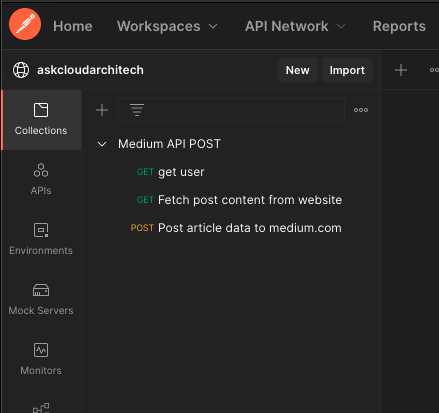 Home Workspaces API Network Reports
askcloudarchitech New Import
Collections
APIs
Environments
Mock Servers
Monitors
Medium API POST
GET get user
GET Fetch post content from website
POST Post article data to medium.com